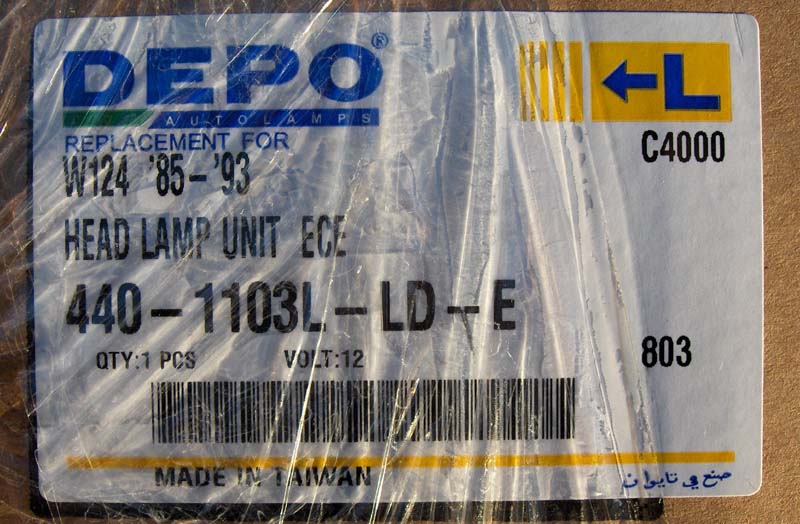 DEPO®
AUTOLAMPS
←L
REPLACEMENT FOR
C4000
W124 '85-'93
HEAD LAMP UNIT ECE
440-1103L-LD-E
QTY:1 PCS VOLT:12
803
MADE IN TAIWAN
صنع في تايوان